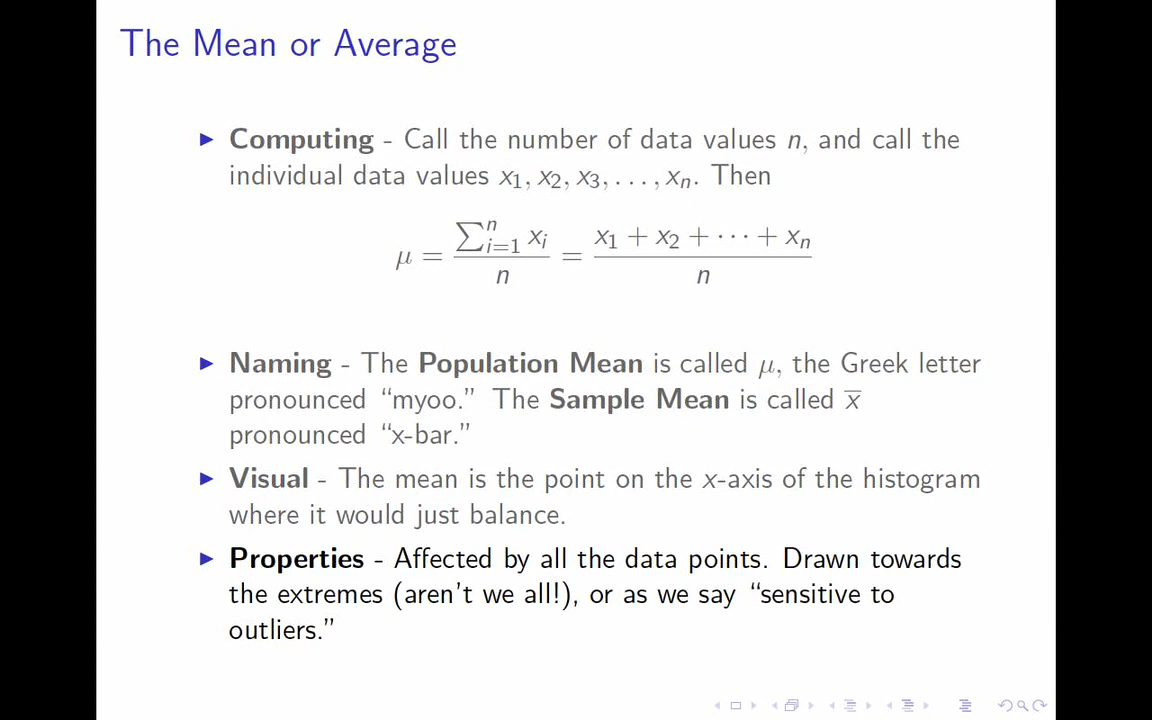 The Mean or Average
▶ Computing - Call the number of data values n, and call the
individual data values x₁, x₂, x₃, . . . , xₙ. Then
μ = ∑ⁿᵢ₌₁ xᵢ / n = x₁ + x₂ + · · · + xₙ / n
▶ Naming - The Population Mean is called μ, the Greek letter
pronounced “myoo.” The Sample Mean is called x̅
pronounced “x-bar.”
▶ Visual - The mean is the point on the x-axis of the histogram
where it would just balance.
▶ Properties - Affected by all the data points. Drawn towards
the extremes (aren’t we all!), or as we say “sensitive to
outliers.”